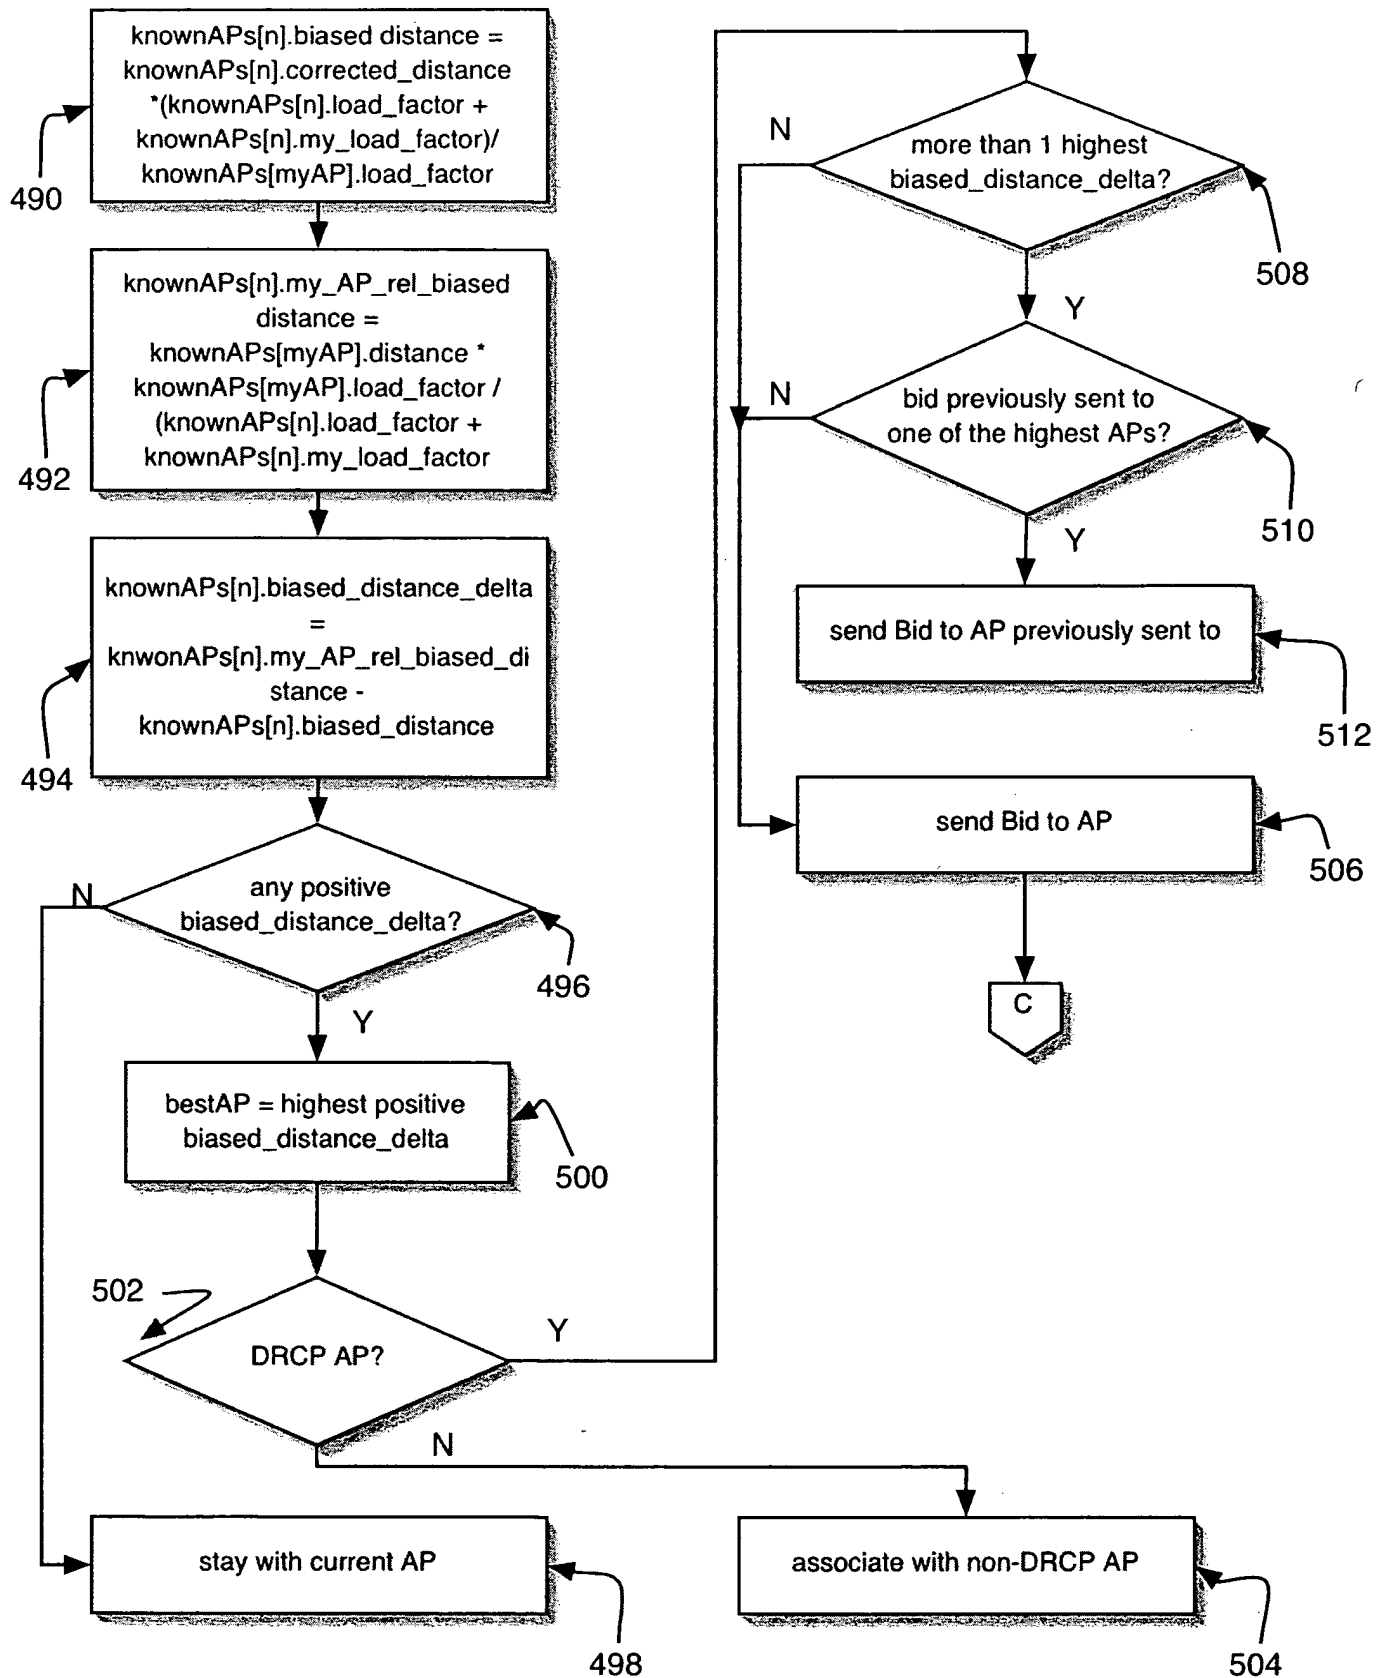 knownAPs[n].biased distance =
knownAPs[n].corrected_distance
*(knownAPs[n].load_factor +
knownAPs[n].my_load_factor)/
knownAPs[myAP].load_factor
490
knownAPs[n].my_AP_rel_biased
distance =
knownAPs[myAP].distance *
knownAPs[myAP].load_factor /
(knownAPs[n].load_factor +
knownAPs[n].my_load_factor
492
knownAPs[n].biased_distance_delta
=
knwonAPs[n].my_AP_rel_biased_di
stance -
knownAPs[n].biased_distance
494
N
any positive
biased_distance_delta?
496
Y
bestAP = highest positive
biased_distance_delta
500
502
DRCP AP?
Y
N
stay with current AP
498
associate with non-DRCP AP
504
N
more than 1 highest
biased_distance_delta?
508
Y
N
bid previously sent to
one of the highest APs?
510
Y
send Bid to AP previously sent to
512
send Bid to AP
506
C